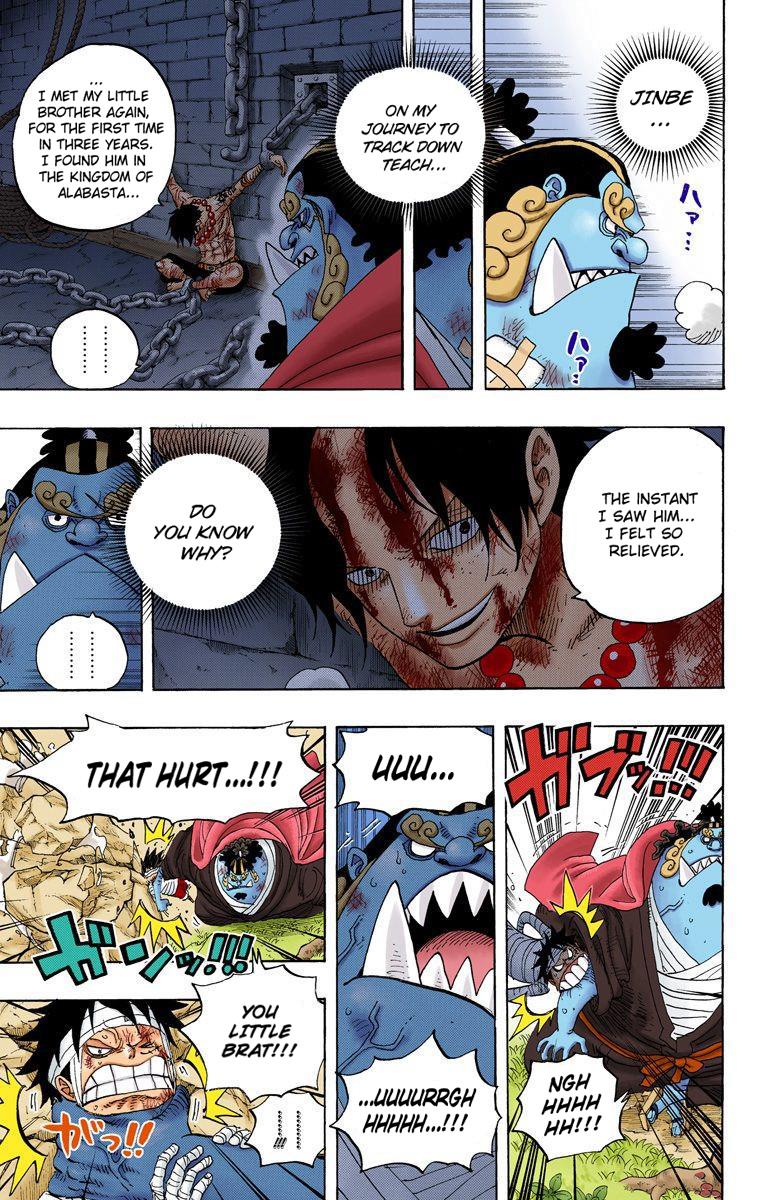 JINBE
...
ハァ…
ハァ…
ON MY
JOURNEY TO
TRACK DOWN
TEACH...
...
I MET MY LITTLE
BROTHER AGAIN,
FOR THE FIRST TIME
IN THREE YEARS.
I FOUND HIM IN
THE KINGDOM OF
ALABASTA...
………
THE INSTANT
I SAW HIM...
I FELT SO
RELIEVED.
DO
YOU KNOW
WHY?
………
ガブッ!!!
NGH
HHHH
HH!!!
UUU...
...UUUURRGH
HHHHH...!!!
THAT HURT...!!!
ガンッ!!!
YOU
LITTLE
BRAT!!!
………!!!
がっ!!